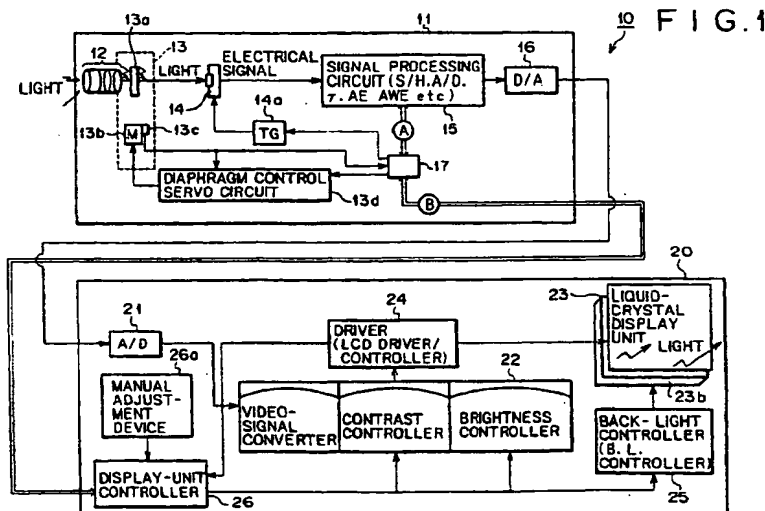 FIG.1
10
11
12
13a
13
LIGHT
LIGHT
ELECTRICAL
SIGNAL
14
14a
TG
SIGNAL PROCESSING
CIRCUIT (S/H.A/D.
τ. AE AWE etc)
15
16
D/A
A
13b
M
13c
17
DIAPHRAGM CONTROL
SERVO CIRCUIT
13d
B
20
21
A/D
26a
MANUAL
ADJUST-
MENT
DEVICE
24
DRIVER
(LCD DRIVER/
CONTROLLER)
23
LIQUID-
CRYSTAL
DISPLAY
UNIT
LIGHT
23b
22
VIDEO-
SIGNAL
CONVERTER
CONTRAST
CONTROLLER
BRIGHTNESS
CONTROLLER
BACK-LIGHT
CONTROLLER
(B. L.
CONTROLLER)
25
DISPLAY-UNIT
CONTROLLER
26